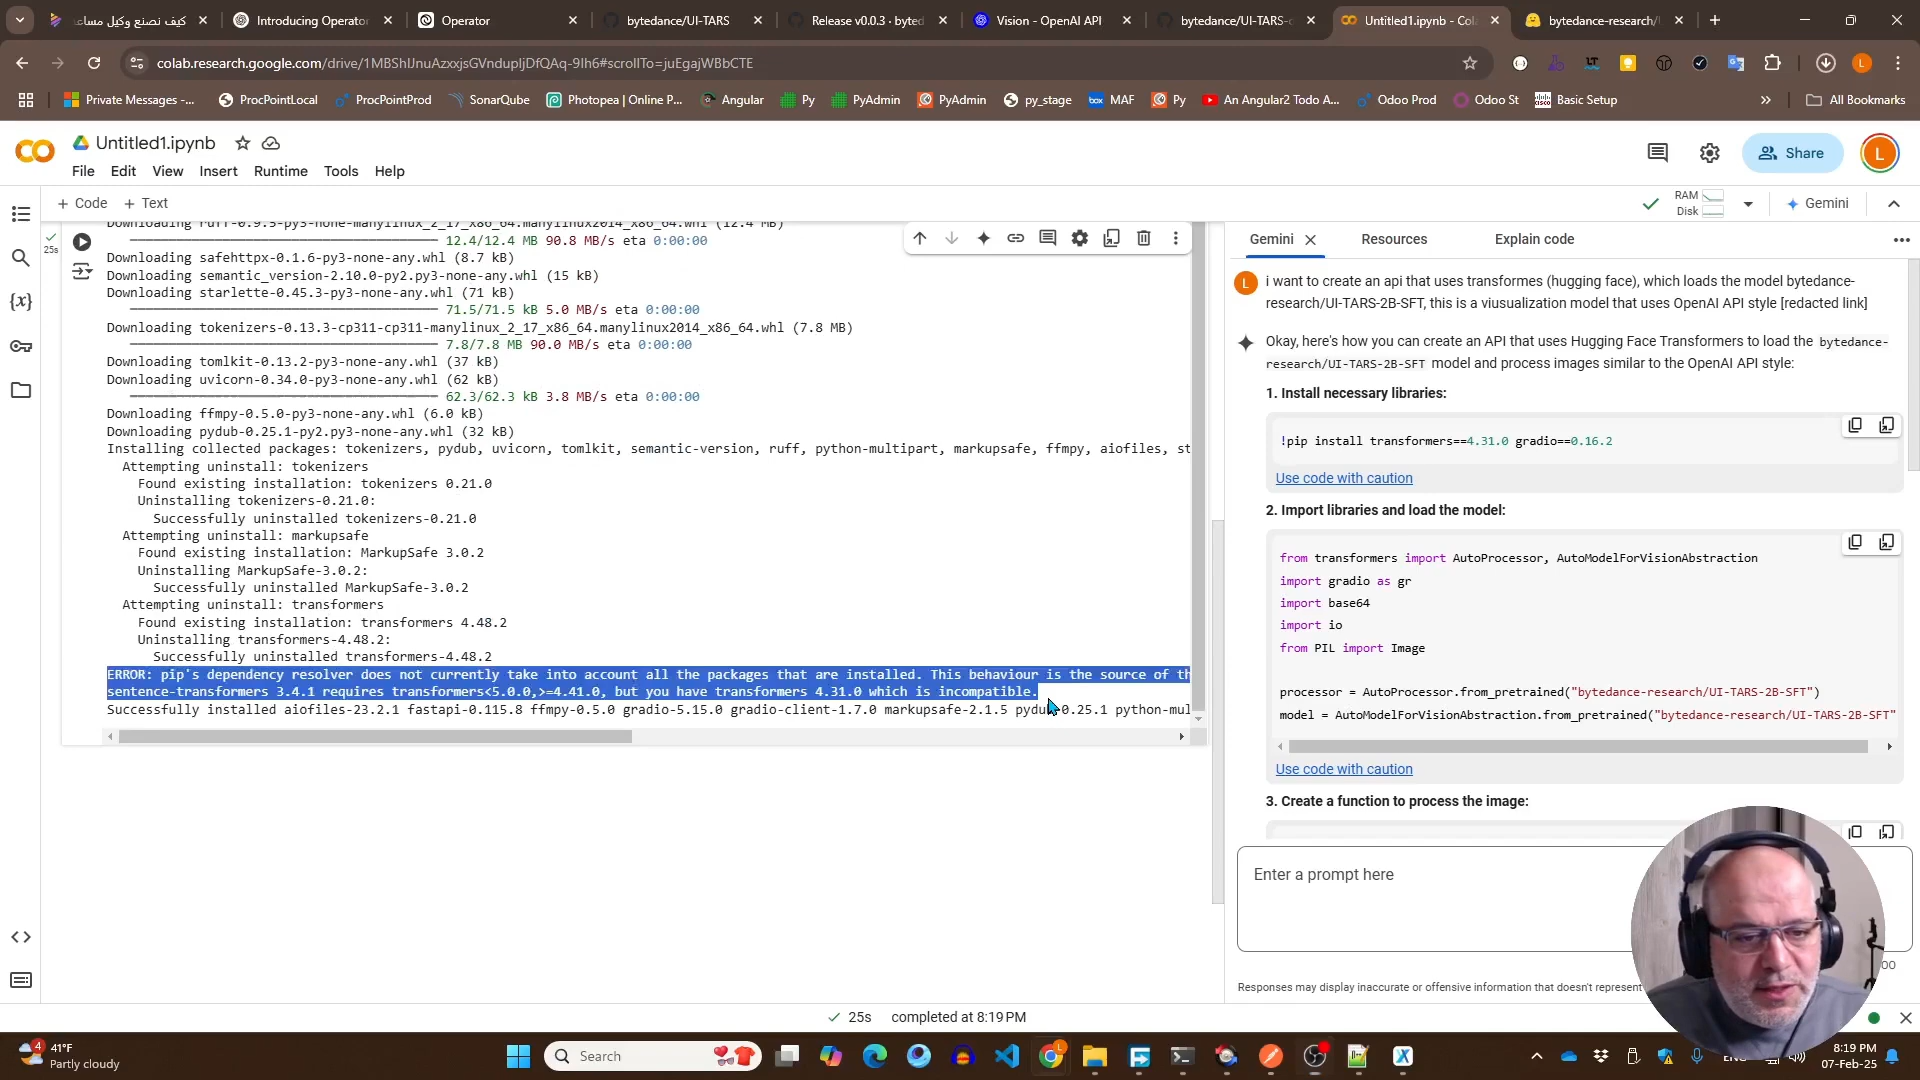 كيف نصنع وكيل مساعد
Introducing Operator
Operator
bytedance/UI-TARS
Release v0.0.3 · byted
Vision - OpenAI API
bytedance/UI-TARS-d
Untitled1.ipynb - Col
bytedance-research/U
colab.research.google.com/drive/1MBShIJnuAzxxjsGVndupIjDfQAq-9Ih6#scrollTo=juEgajWBbCTE
Private Messages -...
ProcPointLocal
ProcPointProd
SonarQube
Photopea | Online P...
Angular
Py
PyAdmin
PyAdmin
py_stage
MAF
Py
An Angular2 Todo A...
Odoo Prod
Odoo St
Basic Setup
All Bookmarks
Untitled1.ipynb
File Edit View Insert Runtime Tools Help
Share
L
+ Code + Text
RAM
Disk
Gemini
25s
Downloading ruff-0.9.5-py3-none-manylinux_2_17_x86_64.manylinux2014_x86_64.whl (12.4 MB)
12.4/12.4 MB 90.8 MB/s eta 0:00:00
Downloading safehttpx-0.1.6-py3-none-any.whl (8.7 kB)
Downloading semantic_version-2.10.0-py2.py3-none-any.whl (15 kB)
Downloading starlette-0.45.3-py3-none-any.whl (71 kB)
71.5/71.5 kB 5.0 MB/s eta 0:00:00
Downloading tokenizers-0.13.3-cp311-cp311-manylinux_2_17_x86_64.manylinux2014_x86_64.whl (7.8 MB)
7.8/7.8 MB 90.0 MB/s eta 0:00:00
Downloading tomlkit-0.13.2-py3-none-any.whl (37 kB)
Downloading uvicorn-0.34.0-py3-none-any.whl (62 kB)
62.3/62.3 kB 3.8 MB/s eta 0:00:00
Downloading ffmpy-0.5.0-py3-none-any.whl (6.0 kB)
Downloading pydub-0.25.1-py2.py3-none-any.whl (32 kB)
Installing collected packages: tokenizers, pydub, uvicorn, tomlkit, semantic-version, ruff, python-multipart, markupsafe, ffmpy, aiofiles, st
Attempting uninstall: tokenizers
Found existing installation: tokenizers 0.21.0
Uninstalling tokenizers-0.21.0:
Successfully uninstalled tokenizers-0.21.0
Attempting uninstall: markupsafe
Found existing installation: MarkupSafe 3.0.2
Uninstalling MarkupSafe-3.0.2:
Successfully uninstalled MarkupSafe-3.0.2
Attempting uninstall: transformers
Found existing installation: transformers 4.48.2
Uninstalling transformers-4.48.2:
Successfully uninstalled transformers-4.48.2
ERROR: pip's dependency resolver does not currently take into account all the packages that are installed. This behaviour is the source of th
sentence-transformers 3.4.1 requires transformers<5.0.0,>=4.41.0, but you have transformers 4.31.0 which is incompatible.
Successfully installed aiofiles-23.2.1 fastapi-0.115.8 ffmpy-0.5.0 gradio-5.15.0 gradio-client-1.7.0 markupsafe-2.1.5 pydub-0.25.1 python-mul
Gemini
Resources
Explain code
L
i want to create an api that uses transformes (hugging face), which loads the model bytedance-
research/UI-TARS-2B-SFT, this is a viusualization model that uses OpenAI API style [redacted link]
Okay, here's how you can create an API that uses Hugging Face Transformers to load the bytedance-
research/UI-TARS-2B-SFT model and process images similar to the OpenAI API style:
1. Install necessary libraries:
!pip install transformers==4.31.0 gradio==0.16.2
Use code with caution
2. Import libraries and load the model:
from transformers import AutoProcessor, AutoModelForVisionAbstraction
import gradio as gr
import base64
import io
from PIL import Image
processor = AutoProcessor.from_pretrained("bytedance-research/UI-TARS-2B-SFT")
model = AutoModelForVisionAbstraction.from_pretrained("bytedance-research/UI-TARS-2B-SFT"
Use code with caution
3. Create a function to process the image:
Enter a prompt here
Responses may display inaccurate or offensive information that doesn't represent
25s completed at 8:19 PM
4
41°F
Partly cloudy
Search
8:19 PM
07-Feb-25